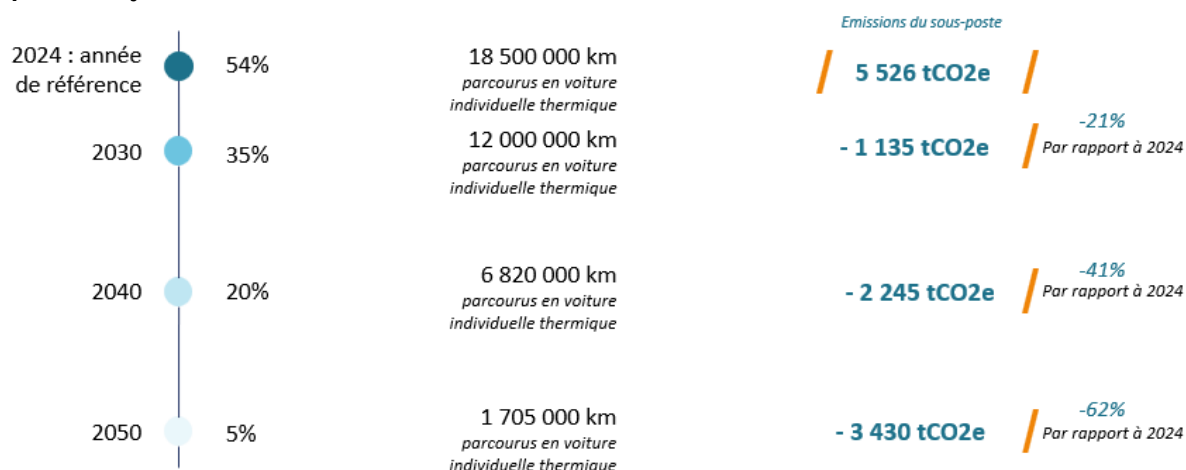 Emissions du sous-poste
2024 : année
de référence
54%
18 500 000 km
parcourus en voiture
individuelle thermique
5 526 tCO2e
2030
35%
12 000 000 km
parcourus en voiture
individuelle thermique
- 1 135 tCO2e
-21%
Par rapport à 2024
2040
20%
6 820 000 km
parcourus en voiture
individuelle thermique
- 2 245 tCO2e
-41%
Par rapport à 2024
2050
5%
1 705 000 km
parcourus en voiture
individuelle thermique
- 3 430 tCO2e
-62%
Par rapport à 2024